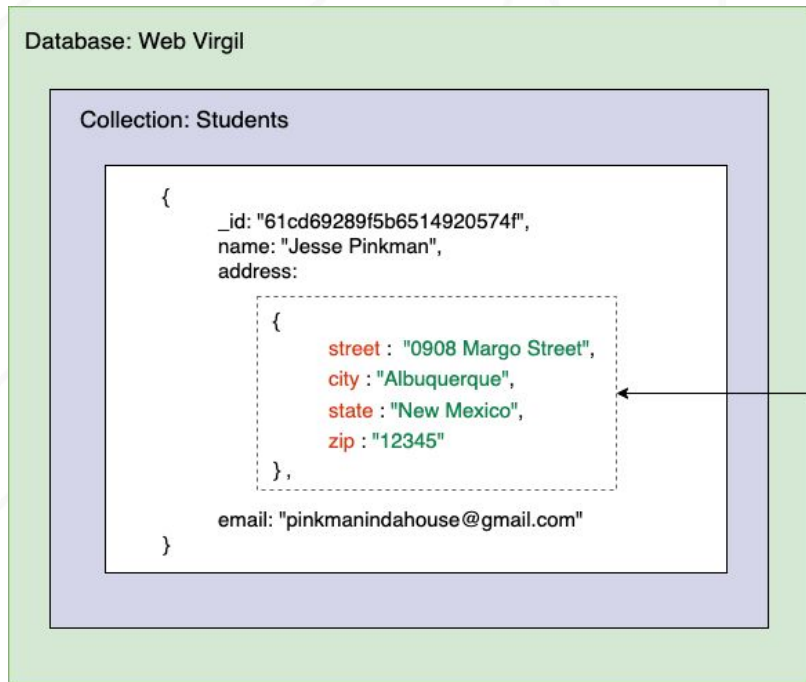 Database: Web Virgil
Collection: Students
{
_id: "61cd69289f5b6514920574f",
name: "Jesse Pinkman",
address:
{
street : "0908 Margo Street",
city : "Albuquerque",
state : "New Mexico",
zip : "12345"
} ,
email: "pinkmanindahouse@gmail.com"
}